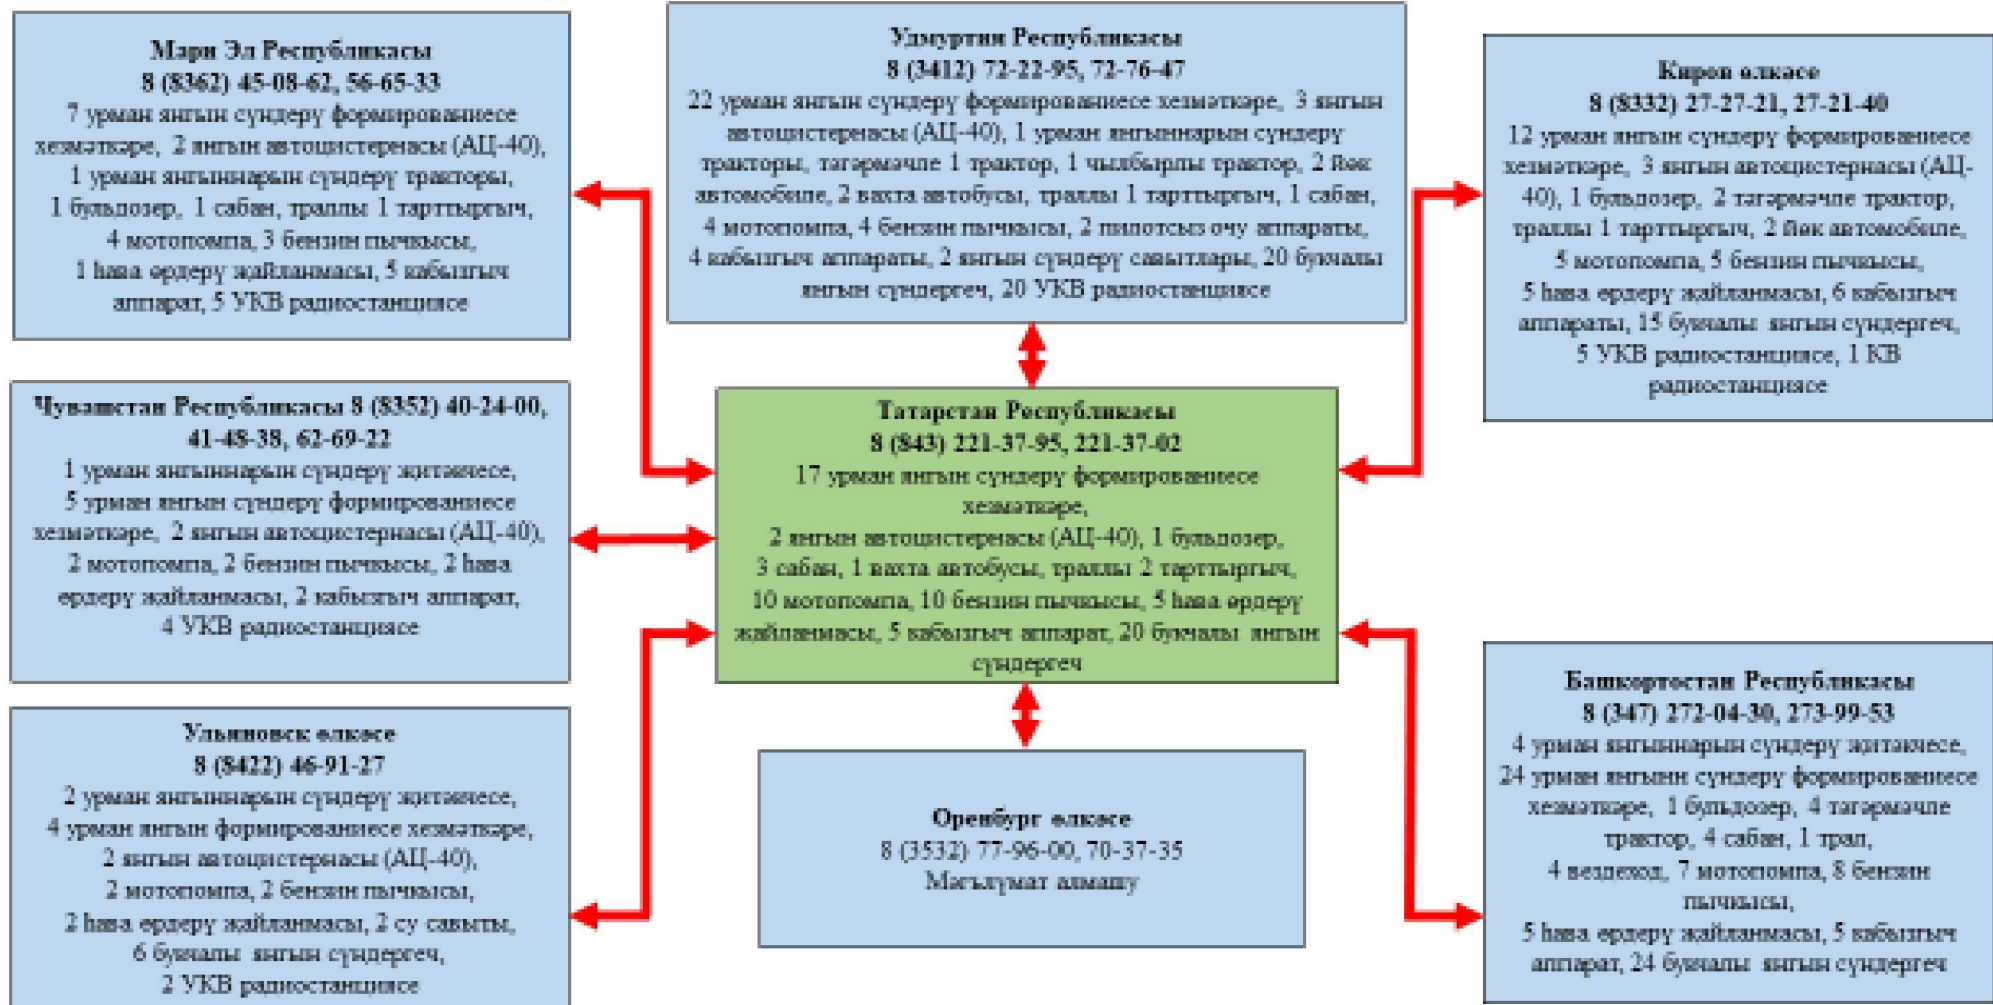 Мари Эл Республикасы
8 (8362) 45-08-62, 56-65-33
7 урман янгын сүндерү формированиесе
хезмәткәре, 2 янгын автоцистернасы (АЦ-40),
1 урман янгыннарын сүндерү тракторы,
1 бульдозер, 1 сабан, траллы 1 тарттыргыч,
4 мотопомпа, 3 бензин пычкысы,
1 һава өрдерү җайланмасы, 5 кабызгыч
аппарат, 5 УКВ радиостанциясе
Удмуртия Республикасы
8 (3412) 72-22-95, 72-76-47
22 урман янгын сүндерү формированиесе хезмәткәре, 3 янгын
автоцистернасы (АЦ-40), 1 урман янгыннарын сүндерү
тракторы, тәгәрмәчле 1 трактор, 1 чылбырлы трактор, 2 йөк
автомобиле, 2 вахта автобусы, траллы 1 тарттыргыч, 1 сабан,
4 мотопомпа, 4 бензин пычкысы, 2 пилотсыз очу аппараты,
4 кабызгыч аппараты, 2 янгын сүндерү савытлары, 20 букчалы
янгын сүндергеч, 20 УКВ радиостанциясе
Киров өлкәсе
8 (8332) 27-27-21, 27-21-40
12 урман янгын сүндерү формированиесе
хезмәткәре, 3 янгын автоцистернасы (АЦ-
40), 1 бульдозер, 2 тәгәрмәчле трактор,
траллы 1 тарттыргыч, 2 йөк автомобиле,
5 мотопомпа, 5 бензин пычкысы,
5 һава өрдерү җайланмасы, 6 кабызгыч
аппараты, 15 букчалы янгын сүндергеч,
5 УКВ радиостанциясе, 1 КВ
радиостанциясе
Чувашстан Республикасы 8 (8352) 40-24-00,
41-48-38, 62-69-22
1 урман янгыннарын сүндерү җитәкчесе,
5 урман янгын сүндерү формированиесе
хезмәткәре, 2 янгын автоцистернасы (АЦ-40),
2 мотопомпа, 2 бензин пычкысы, 2 һава
өрдерү җайланмасы, 2 кабызгыч аппарат,
4 УКВ радиостанциясе
Татарстан Республикасы
8 (843) 221-37-95, 221-37-02
17 урман янгын сүндерү формированиесе
хезмәткәре,
2 янгын автоцистернасы (АЦ-40), 1 бульдозер,
3 сабан, 1 вахта автобусы, траллы 2 тарттыргыч,
10 мотопомпа, 10 бензин пычкысы, 5 һава өрдерү
җайланмасы, 5 кабызгыч аппарат, 20 букчалы янгын
сүндергеч
Ульяновск өлкәсе
8 (8422) 46-91-27
2 урман янгыннарын сүндерү җитәкчесе,
4 урман янгын формированиесе хезмәткәре,
2 янгын автоцистернасы (АЦ-40),
2 мотопомпа, 2 бензин пычкысы,
2 һава өрдерү җайланмасы, 2 су савыты,
6 букчалы янгын сүндергеч,
2 УКВ радиостанциясе
Оренбург өлкәсе
8 (3532) 77-96-00, 70-37-35
Мәгълүмат алмашу
Башкортостан Республикасы
8 (347) 272-04-30, 273-99-53
4 урман янгыннарын сүндерү җитәкчесе,
24 урман янгынн сүндерү формированиесе
хезмәткәре, 1 бульдозер, 4 тәгәрмәчле
трактор, 4 сабан, 1 трал,
4 вездеход, 7 мотопомпа, 8 бензин
пычкысы,
5 һава өрдерү җайланмасы, 5 кабызгыч
аппарат, 24 букчалы янгын сүндергеч